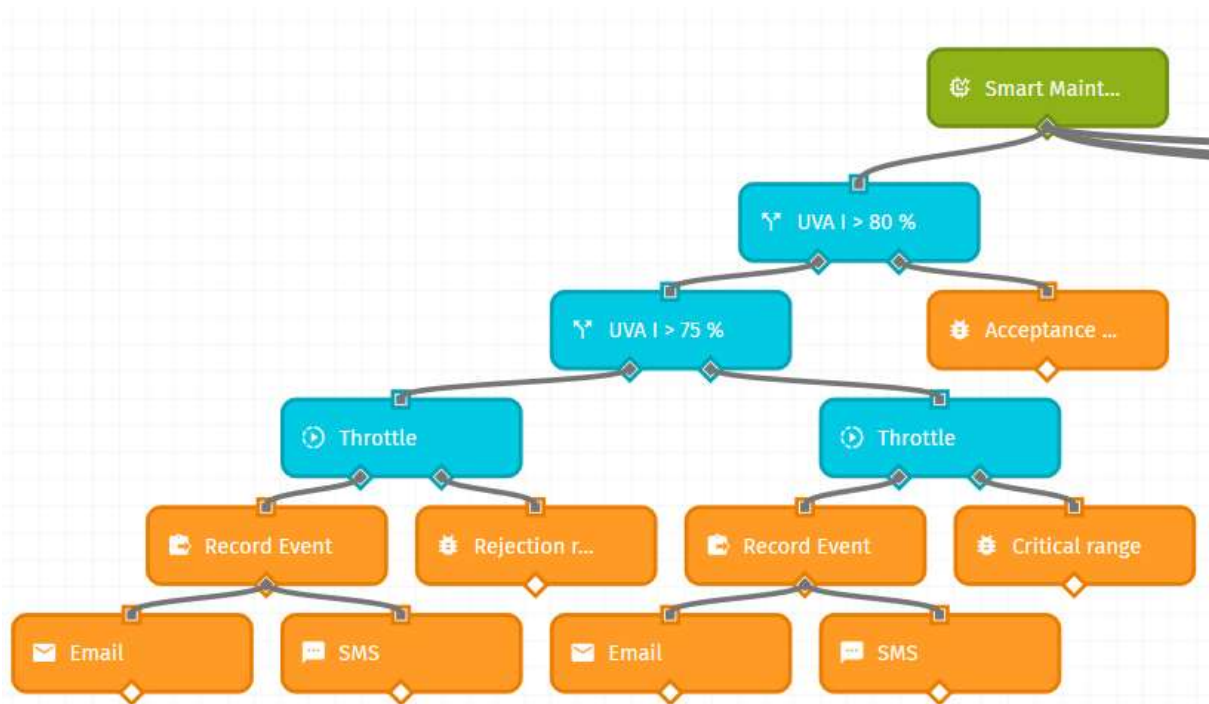 Smart Maint...
UVA I > 80 %
UVA I > 75 %
Acceptance ...
Throttle
Throttle
Record Event
Rejection r...
Record Event
Critical range
Email
SMS
Email
SMS